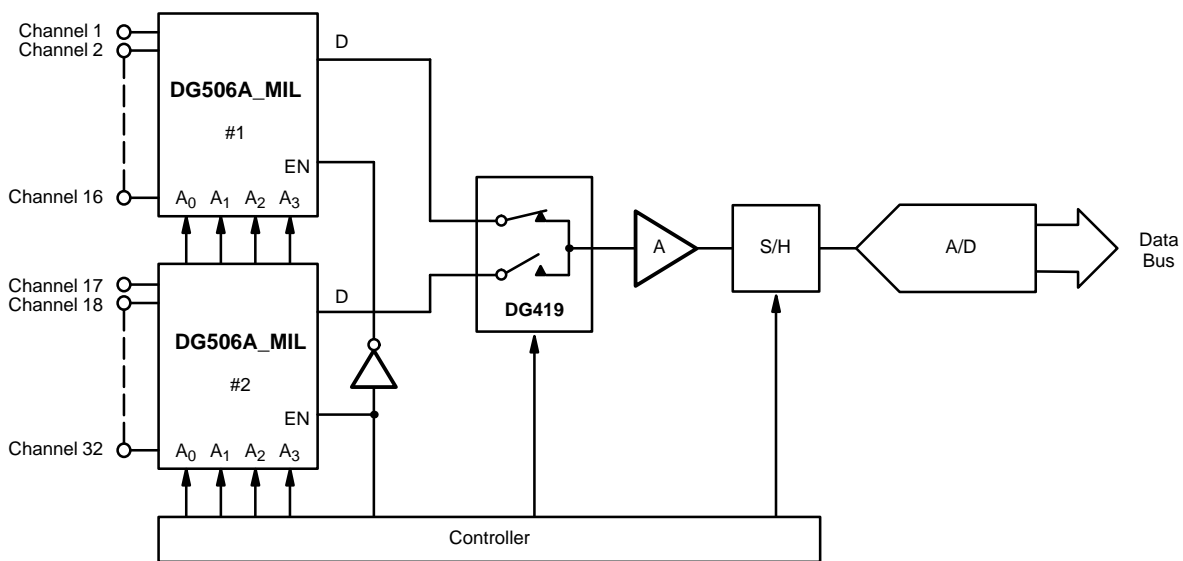 Channel 1
Channel 2
D
DG506A_MIL
#1
EN
Channel 16
A0 A1 A2 A3
Channel 17
Channel 18
D
DG506A_MIL
#2
EN
Channel 32
A0 A1 A2 A3
DG419
A
S/H
A/D
Data
Bus
Controller